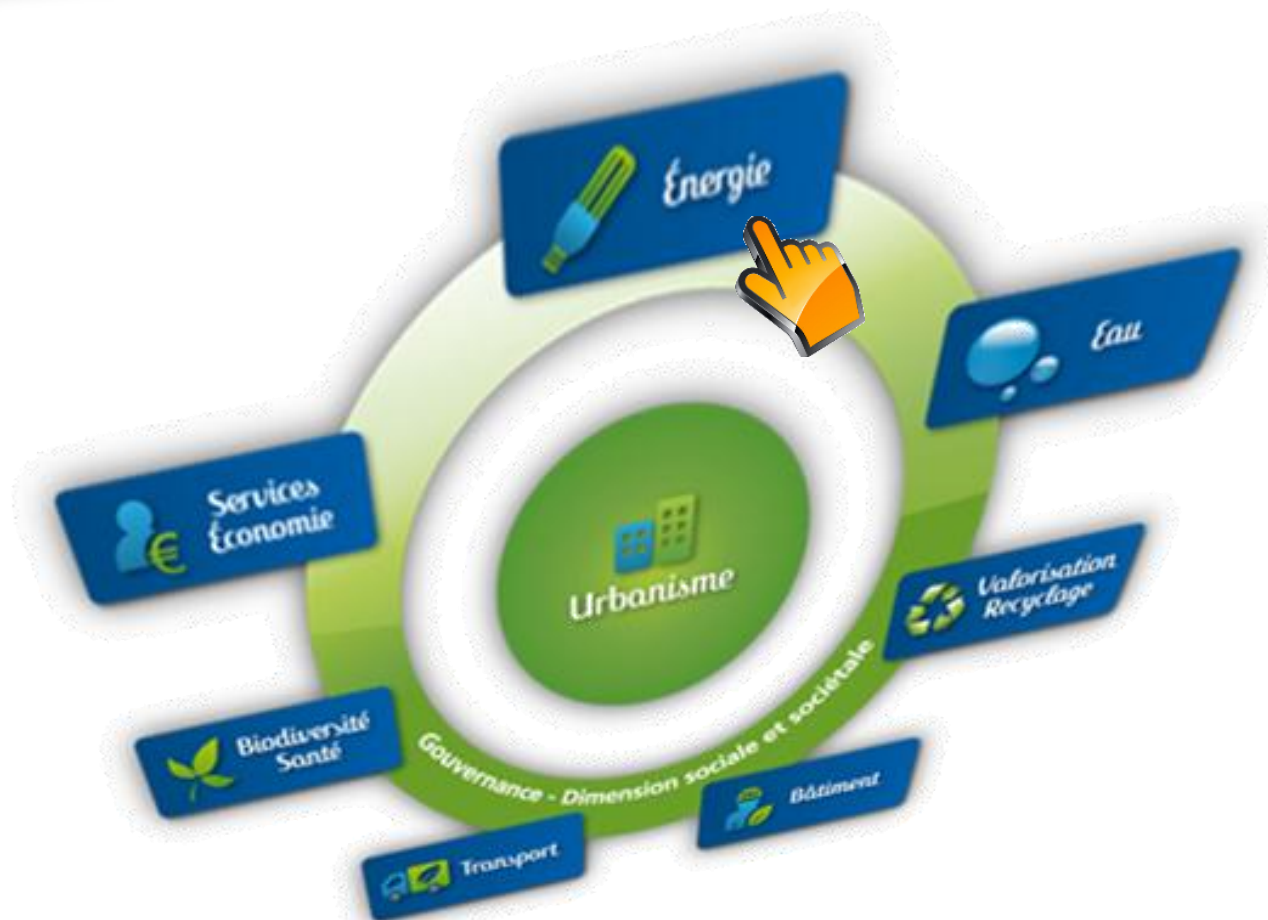 Énergie
Eau
Services
Économie
Urbanisme
Valorisation
Recyclage
Biodiversité
Santé
Gouvernance - Dimension sociale et sociétale
Bâtiment
Transport